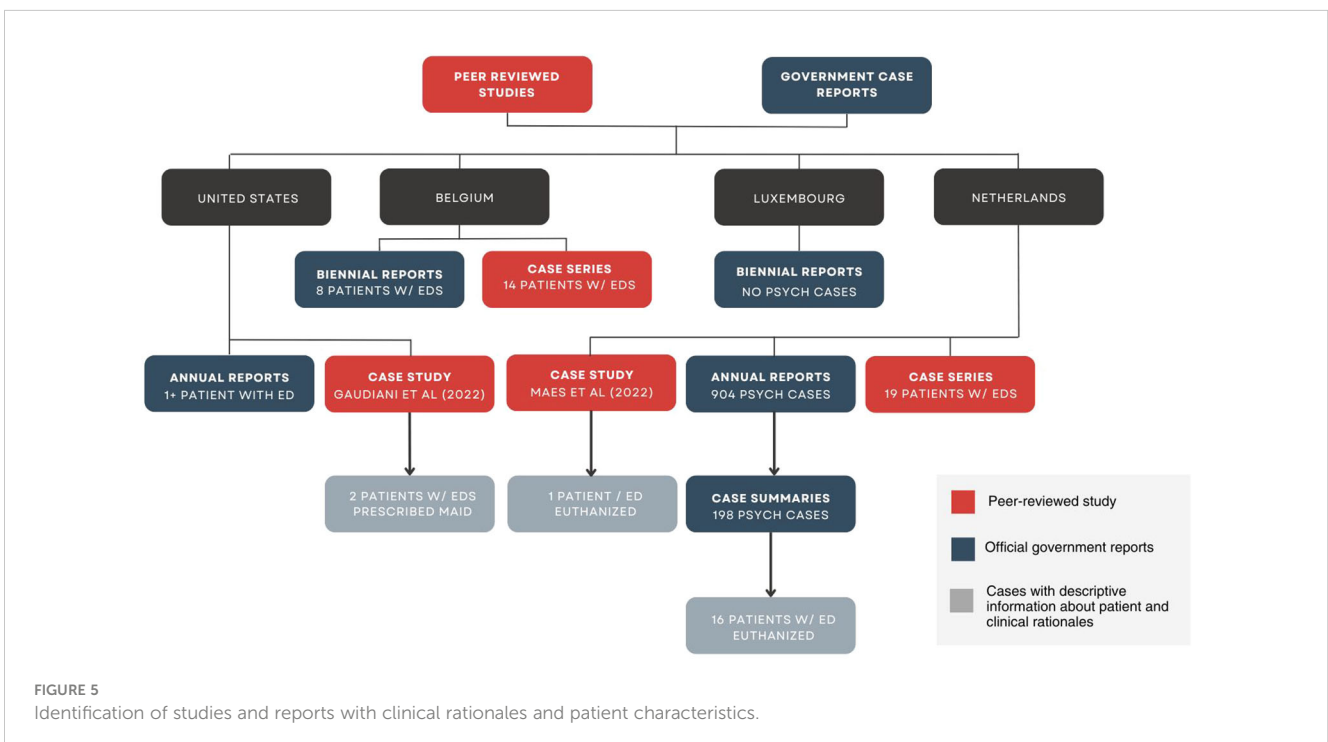 PEER REVIEWED
STUDIES
GOVERNMENT CASE
REPORTS
UNITED STATES
BELGIUM
LUXEMBOURG
NETHERLANDS
BIENNIAL REPORTS
8 PATIENTS W/ EDS
CASE SERIES
14 PATIENTS W/ EDS
BIENNIAL REPORTS
NO PSYCH CASES
ANNUAL REPORTS
1+ PATIENT WITH ED
CASE STUDY
GAUDIANI ET AL (2022)
CASE STUDY
MAES ET AL (2022)
ANNUAL REPORTS
904 PSYCH CASES
CASE SERIES
19 PATIENTS W/ EDS
2 PATIENTS W/ EDS
PRESCRIBED MAID
1 PATIENT / ED
EUTHANIZED
CASE SUMMARIES
198 PSYCH CASES
16 PATIENTS W/ ED
EUTHANIZED
Peer-reviewed study
Official government reports
Cases with descriptive
information about patient and
clinical rationales
FIGURE 5
Identification of studies and reports with clinical rationales and patient characteristics.